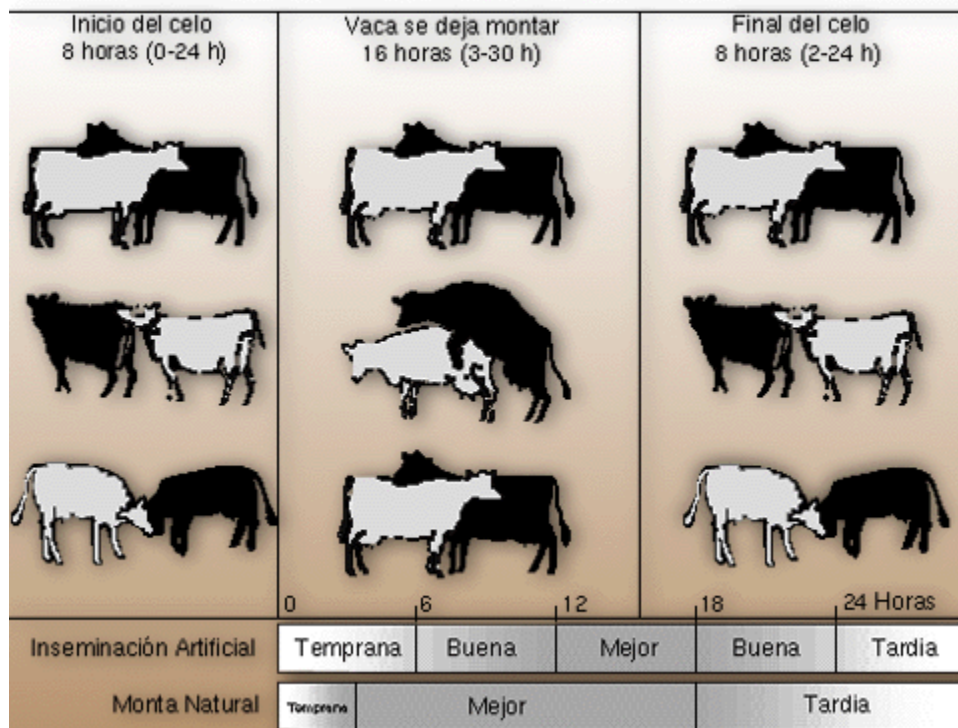 Inicio del celo
8 horas (0-24 h)
Vaca se deja montar
16 horas (3-30 h)
Final del celo
8 horas (2-24 h)
0 6 12 18 24 Horas
Inseminación Artificial Temprana Buena Mejor Buena Tardia
Monta Natural Temprana Mejor Tardia